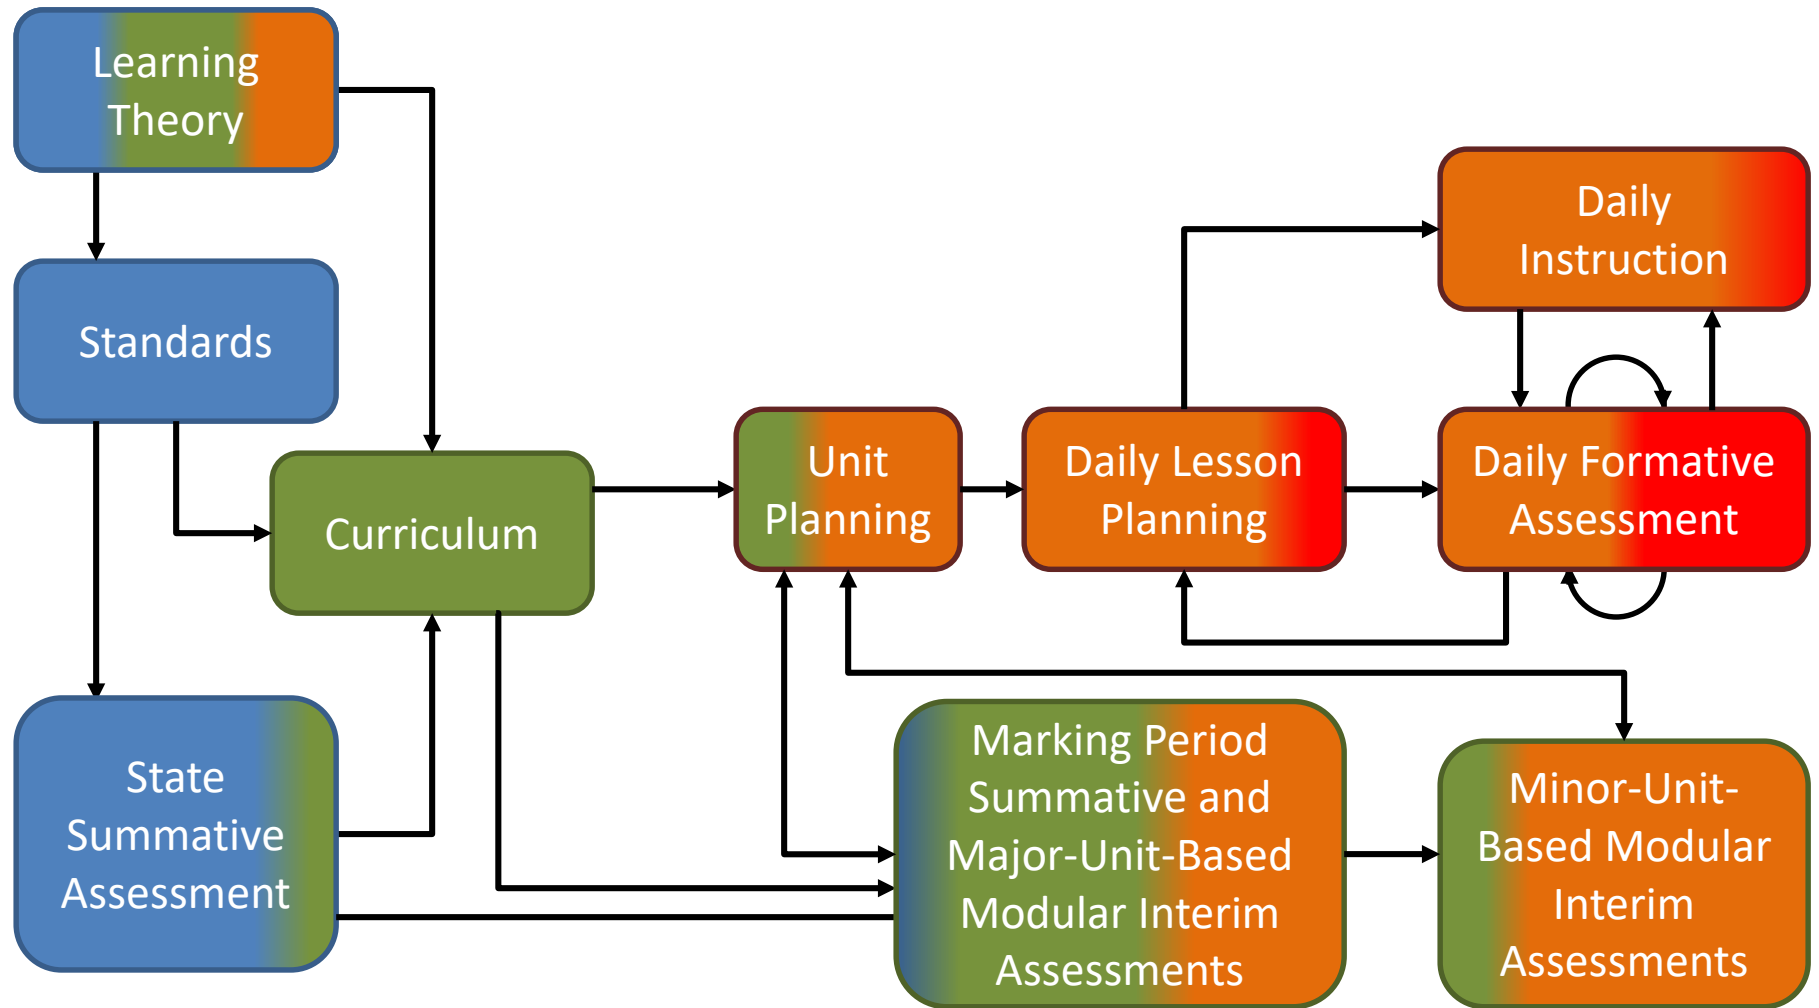 Learning
Theory
Standards
Curriculum
State
Summative
Assessment
Unit
Planning
Daily Lesson
Planning
Daily
Instruction
Daily Formative
Assessment
Marking Period
Summative and
Major-Unit-Based
Modular Interim
Assessments
Minor-Unit-
Based Modular
Interim
Assessments